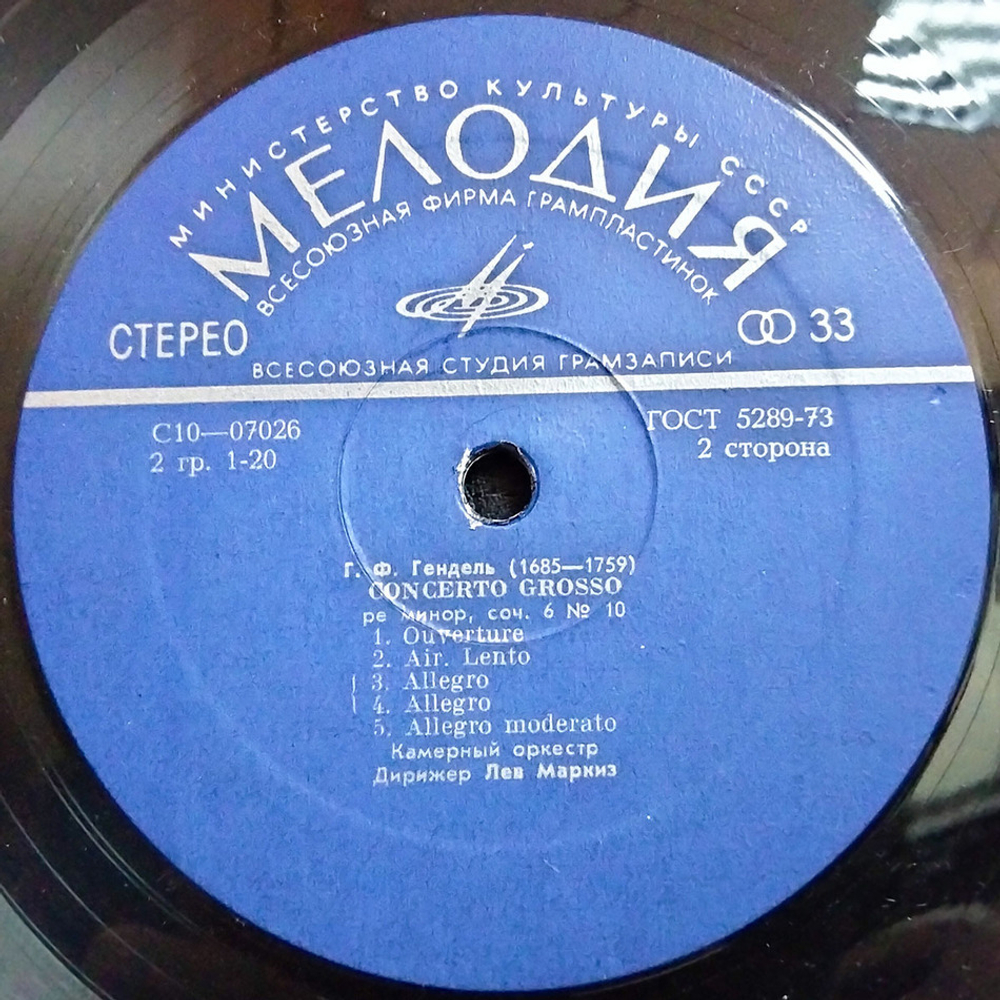 МИНИСТЕРСТВО КУЛЬТУРЫ СССР
МЕЛОДИЯ
ВСЕСОЮЗНАЯ ФИРМА ГРАМПЛАСТИНОК
СТЕРЕО
33
ВСЕСОЮЗНАЯ СТУДИЯ ГРАМЗАПИСИ
С10—07026
ГОСТ 5289-73
2 гр. 1-20
2 сторона
Г. Ф. Гендель (1685—1759)
CONCERTO GROSSO
ре минор, соч. 6 № 10
1. Ouverture
2. Air. Lento
3. Allegro
4. Allegro
5. Allegro moderato
Камерный оркестр
Дирижер Лев Маркиз